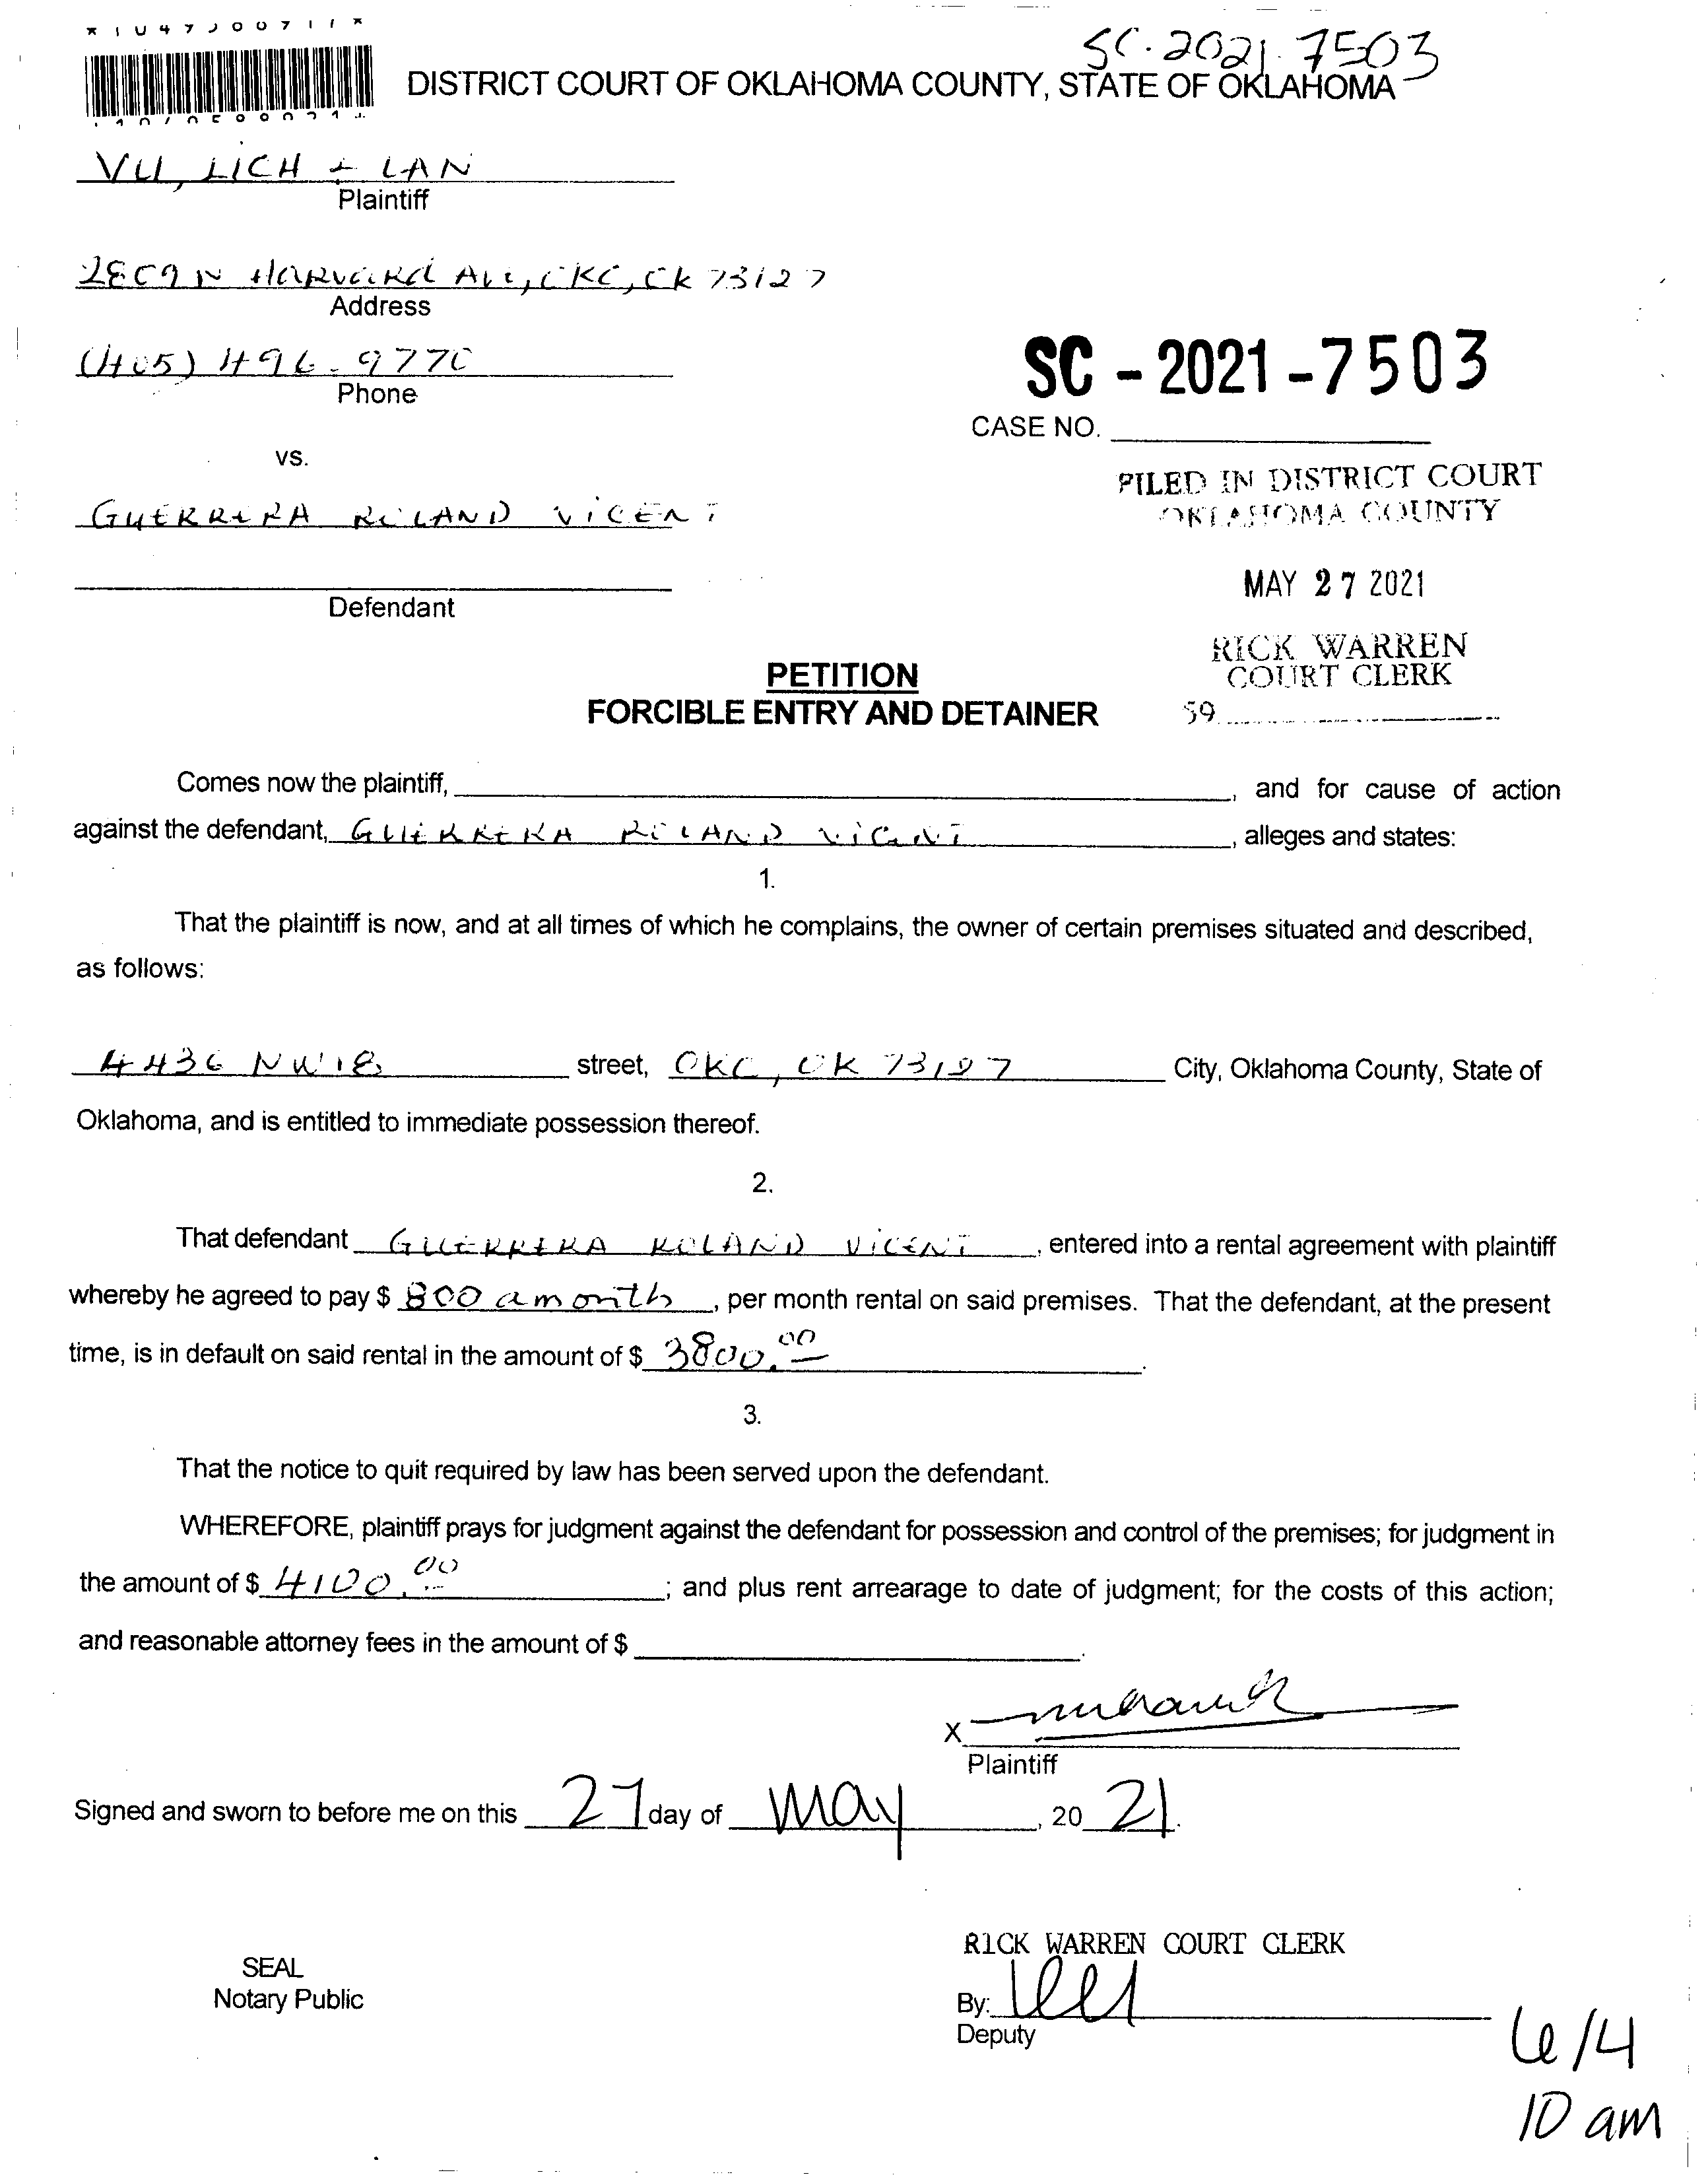 SC-2021-7503
DISTRICT COURT OF OKLAHOMA COUNTY, STATE OF OKLAHOMA
VU, LICH + LAN
Plaintiff
2809 N HARVARD AVE, OKC, OK 73127
Address
(405) 496-9770
Phone
SC - 2021 - 7503
CASE NO.
vs.
FILED IN DISTRICT COURT
OKLAHOMA COUNTY
GUERRERA ROLAND VICENT
MAY 27 2021
Defendant
RICK WARREN
COURT CLERK
PETITION
FORCIBLE ENTRY AND DETAINER
59
Comes now the plaintiff, , and for cause of action
against the defendant, GUERRERA ROLAND VICENT, alleges and states:
1.
That the plaintiff is now, and at all times of which he complains, the owner of certain premises situated and described,
as follows:
4436 NW 18 street, OKC, OK 73127 City, Oklahoma County, State of
Oklahoma, and is entitled to immediate possession thereof.
2.
That defendant GUERRERA ROLAND VICENT, entered into a rental agreement with plaintiff
whereby he agreed to pay $ 800 a month, per month rental on said premises. That the defendant, at the present
time, is in default on said rental in the amount of $ 3800.00.
3.
That the notice to quit required by law has been served upon the defendant.
WHEREFORE, plaintiff prays for judgment against the defendant for possession and control of the premises; for judgment in
the amount of $ 4100.00; and plus rent arrearage to date of judgment; for the costs of this action;
and reasonable attorney fees in the amount of $ .
X
Plaintiff
Signed and sworn to before me on this 27 day of May, 20 21.
RICK WARREN COURT CLERK
SEAL
Notary Public
By:
Deputy
6/4
10 am